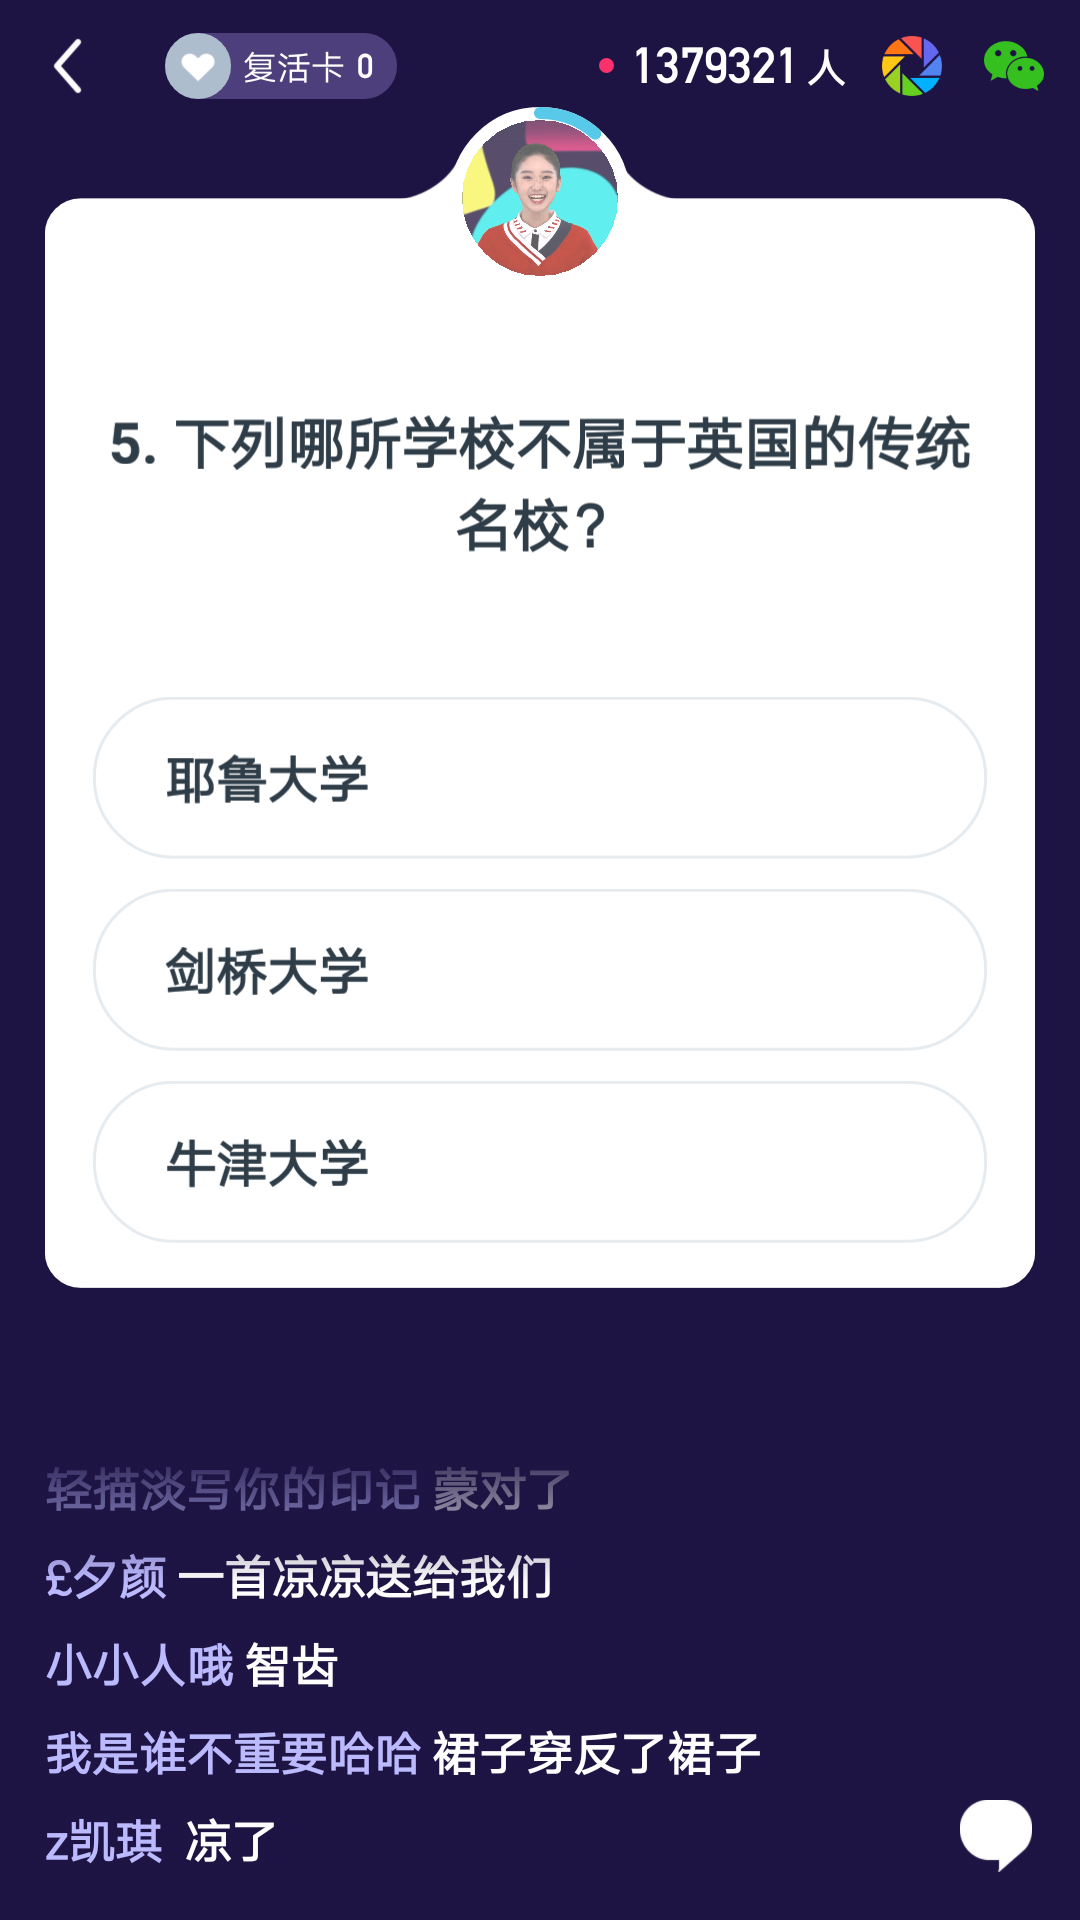 复活卡 0
1379321 人
5. 下列哪所学校不属于英国的传统
名校?
耶鲁大学
剑桥大学
牛津大学
轻描淡写你的印记 蒙对了
£夕颜 一首凉凉送给我们
小小人哦 智齿
我是谁不重要哈哈 裙子穿反了裙子
z凯琪 凉了